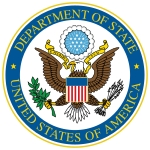 DEPARTMENT OF STATE
UNITED STATES OF AMERICA